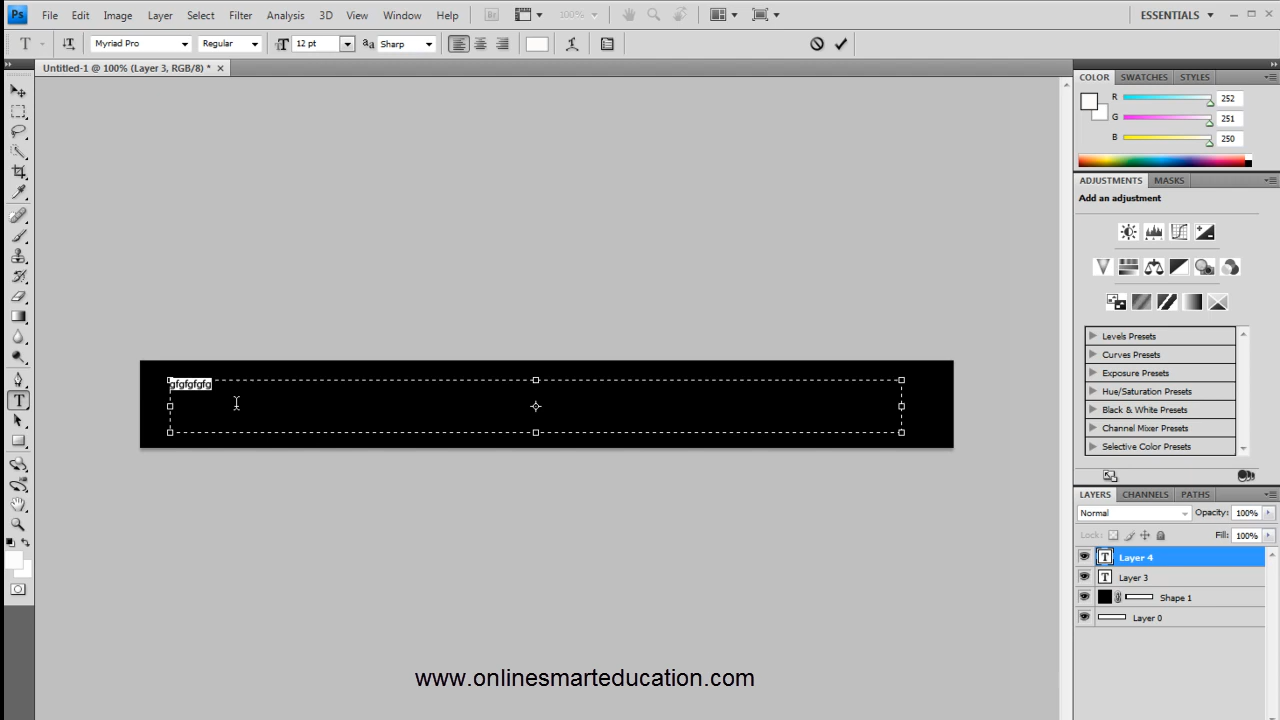 Ps File Edit Image Layer Select Filter Analysis 3D View Window Help Br 100% ESSENTIALS
T T Myriad Pro Regular T 12 pt aa Sharp
Untitled-1 @ 100% (Layer 3, RGB/8) *
COLOR SWATCHES STYLES
R 252
G 251
B 250
ADJUSTMENTS MASKS
Add an adjustment
Levels Presets
Curves Presets
Exposure Presets
Hue/Saturation Presets
Black & White Presets
Channel Mixer Presets
Selective Color Presets
gfgfgfgfg
LAYERS CHANNELS PATHS
Normal Opacity: 100%
Lock: Fill: 100%
T Layer 4
T Layer 3
Shape 1
Layer 0
www.onlinesmarteducation.com